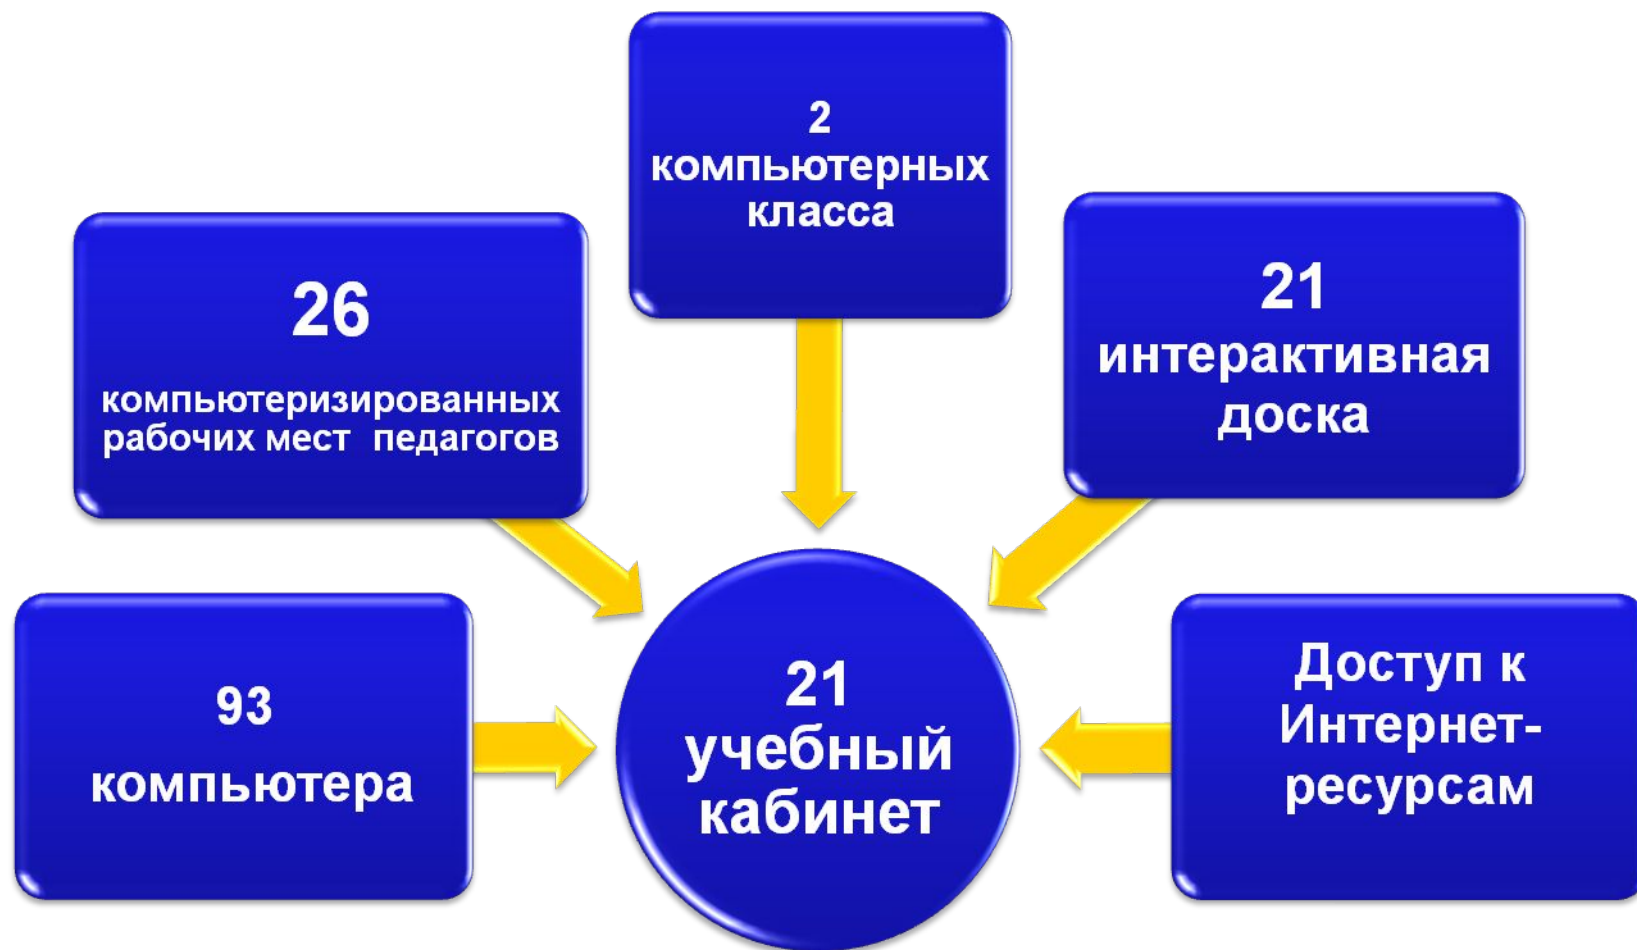 2
компьютерных
класса
26
компьютеризированных
рабочих мест педагогов
21
интерактивная
доска
93
компьютера
21
учебный
кабинет
Доступ к
Интернет-
ресурсам